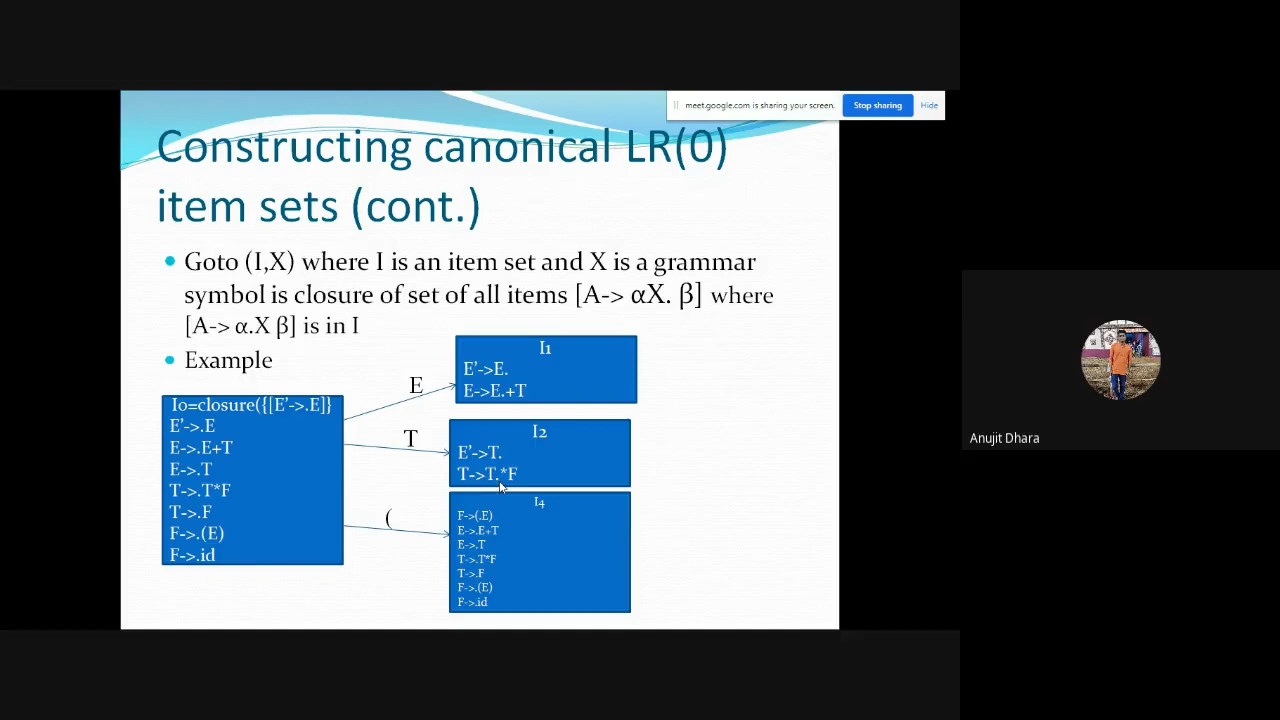 meet.google.com is sharing your screen. Stop sharing Hide
Constructing canonical LR(0)
item sets (cont.)
Goto (I,X) where I is an item set and X is a grammar
symbol is closure of set of all items [A-> αX. β] where
[A-> α.X β] is in I
Example
Io=closure({[E’->.E]}
E’->.E
E->.E+T
E->.T
T->.T*F
T->.F
F->.(E)
F->.id
E
I1
E’->E.
E->E.+T
T
I2
E’->T.
T->T.*F
(
I4
F->(.E)
E->.E+T
E->.T
T->.T*F
T->.F
F->.(E)
F->.id
Anujit Dhara